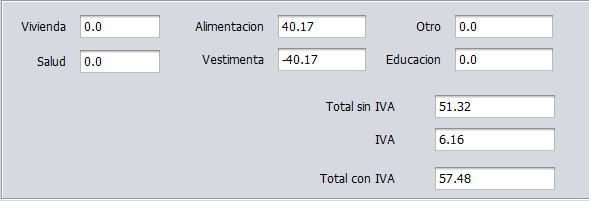 Vivienda 0.0 Alimentacion 40.17 Otro 0.0
Salud 0.0 Vestimenta -40.17 Educacion 0.0
Total sin IVA 51.32
IVA 6.16
Total con IVA 57.48